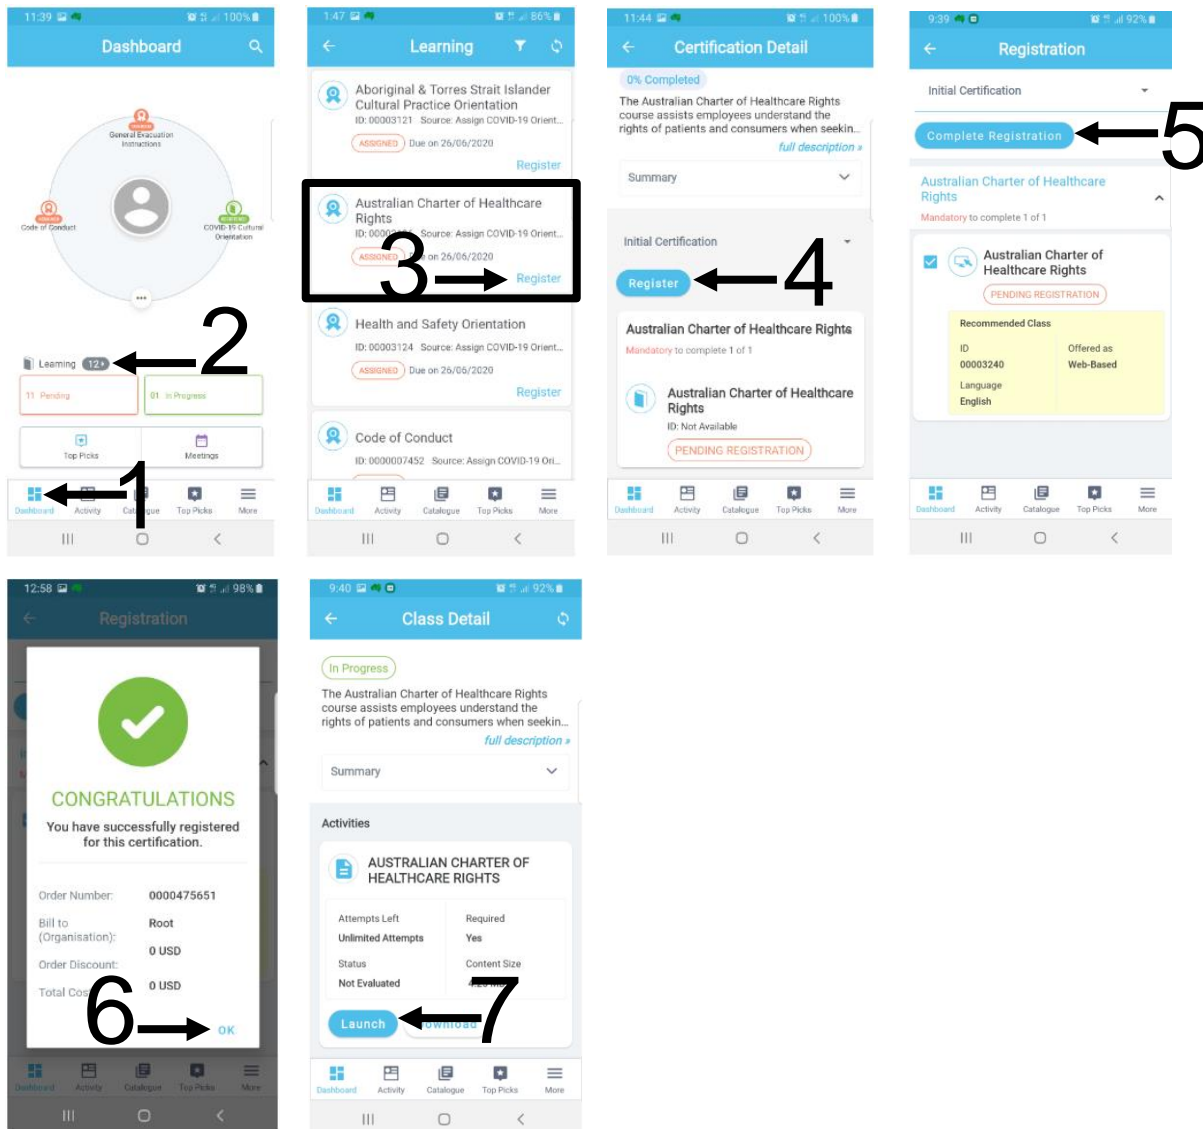 11:39 100%
Dashboard
General Evacuation
Instructions
Code of Conduct
COVID-19 Cultural
Orientation
2
Learning 12
11 Pending
01 In Progress
Top Picks
Meetings
1
Dashboard Activity Catalogue Top Picks More
1:47 86%
Learning
Aboriginal & Torres Strait Islander
Cultural Practice Orientation
ID: 00003121 Source: Assign COVID-19 Orient...
ASSIGNED Due on 26/06/2020
Register
Australian Charter of Healthcare
Rights
Source: Assign COVID-19 Orient...
ASSIGNED on 26/06/2020
3
Register
Health and Safety Orientation
ID: 00003124 Source: Assign COVID-19 Orient...
ASSIGNED Due on 26/06/2020
Register
Code of Conduct
ID: 0000007452 Source: Assign COVID-19 Ori...
Dashboard Activity Catalogue Top Picks More
11:44 100%
Certification Detail
0% Completed
The Australian Charter of Healthcare Rights
course assists employees understand the
rights of patients and consumers when seekin...
full description »
Summary
Initial Certification
Register
4
Australian Charter of Healthcare Rights
Mandatory to complete 1 of 1
Australian Charter of Healthcare
Rights
ID: Not Available
PENDING REGISTRATION
Dashboard Activity Catalogue Top Picks More
9:39 92%
Registration
Initial Certification
Complete Registration
5
Australian Charter of Healthcare
Rights
Mandatory to complete 1 of 1
Australian Charter of
Healthcare Rights
PENDING REGISTRATION
Recommended Class
ID Offered as
00003240 Web-Based
Language
English
Dashboard Activity Catalogue Top Picks More
12:58 98%
Registration
CONGRATULATIONS
You have successfully registered
for this certification.
Order Number: 0000475651
Bill to Root
(Organisation):
0 USD
Order Discount:
Total Cos 0 USD
6
OK
Dashboard Activity Catalogue Top Picks More
9:40 92%
Class Detail
In Progress
The Australian Charter of Healthcare Rights
course assists employees understand the
rights of patients and consumers when seekin...
full description »
Summary
Activities
AUSTRALIAN CHARTER OF
HEALTHCARE RIGHTS
Attempts Left Required
Unlimited Attempts Yes
Status Content Size
Not Evaluated
7
Launch Download
Dashboard Activity Catalogue Top Picks More